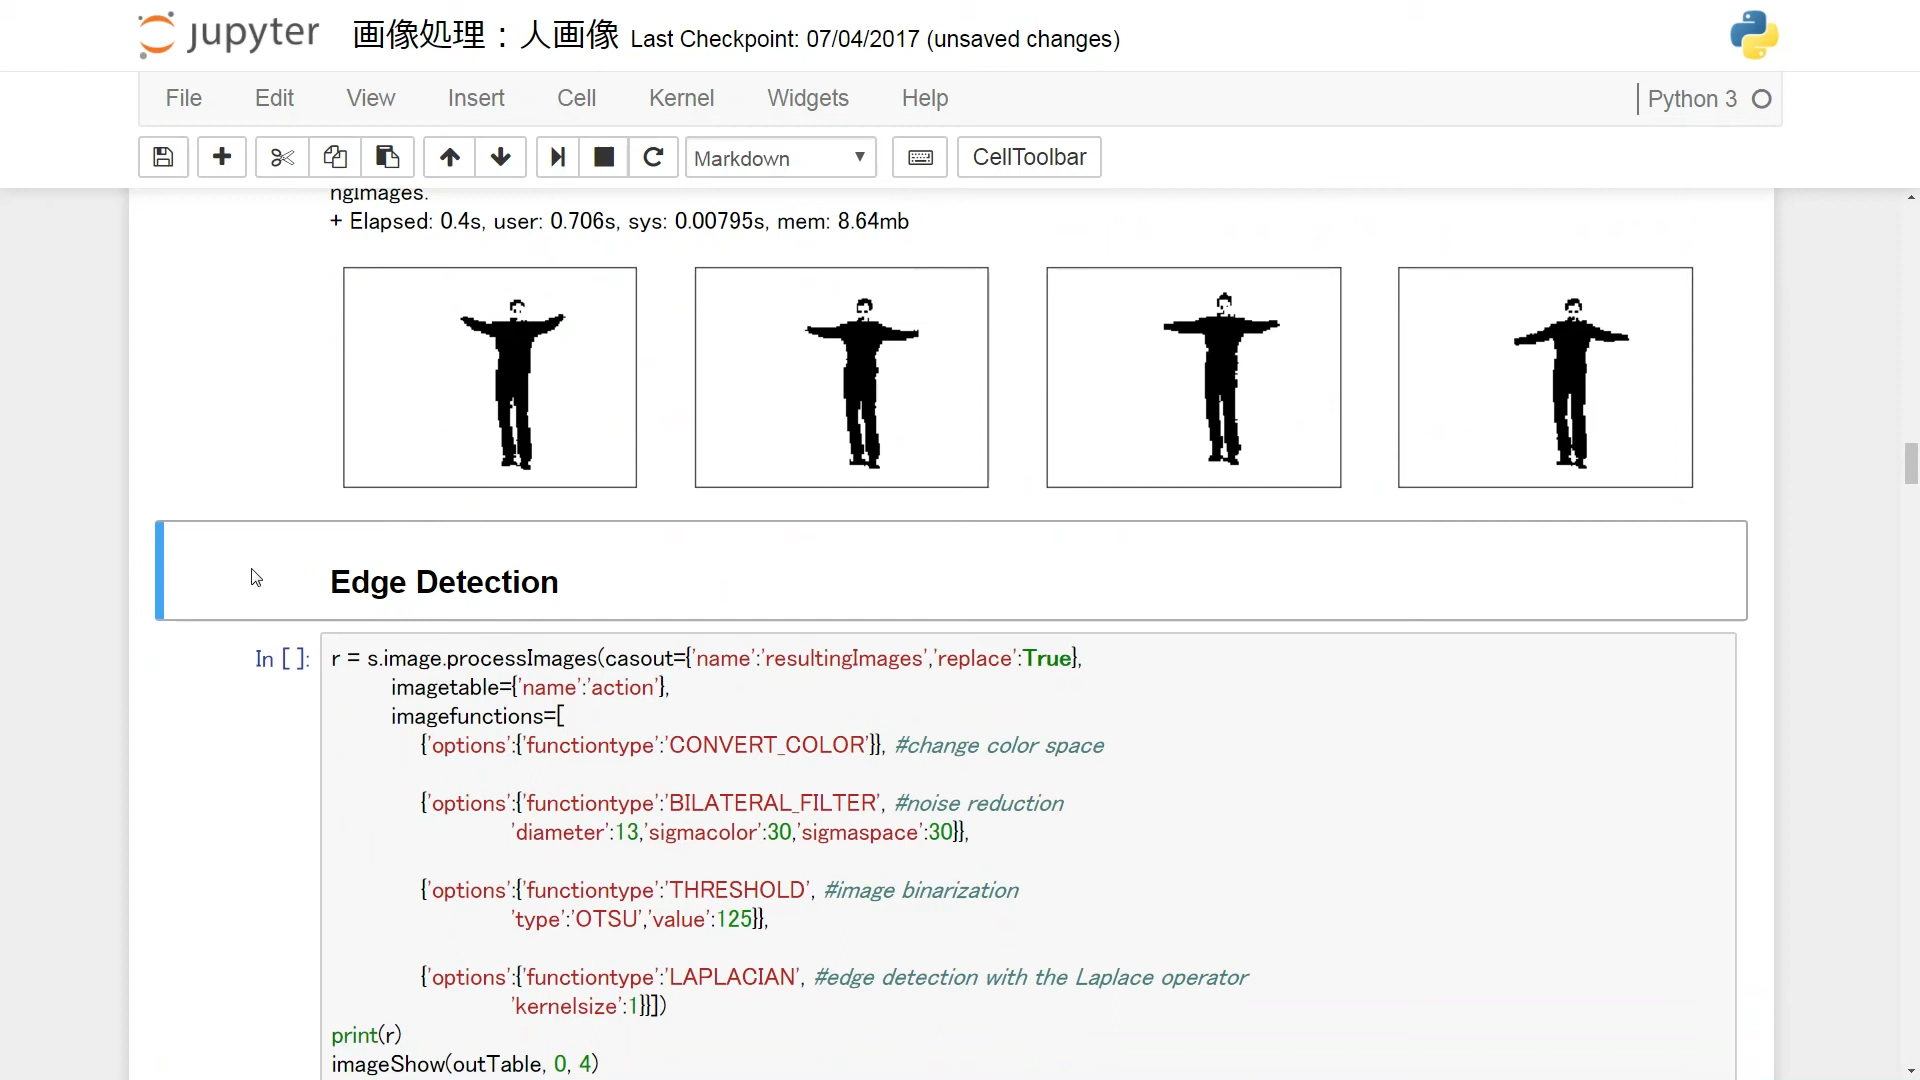 jupyter 画像処理：人画像 Last Checkpoint: 07/04/2017 (unsaved changes)
File Edit View Insert Cell Kernel Widgets Help Python 3
Markdown CellToolbar
ngImages.
+ Elapsed: 0.4s, user: 0.706s, sys: 0.00795s, mem: 8.64mb
Edge Detection
In [ ]: r = s.image.processImages(casout={'name':'resultingImages','replace':True},
imagetable={'name':'action'},
imagefunctions=[
{'options':{'functiontype':'CONVERT_COLOR'}}, #change color space
{'options':{'functiontype':'BILATERAL_FILTER', #noise reduction
'diameter':13,'sigmacolor':30,'sigmaspace':30}},
{'options':{'functiontype':'THRESHOLD', #image binarization
'type':'OTSU','value':125}},
{'options':{'functiontype':'LAPLACIAN', #edge detection with the Laplace operator
'kernelsize':1}}])
print(r)
imageShow(outTable, 0, 4)